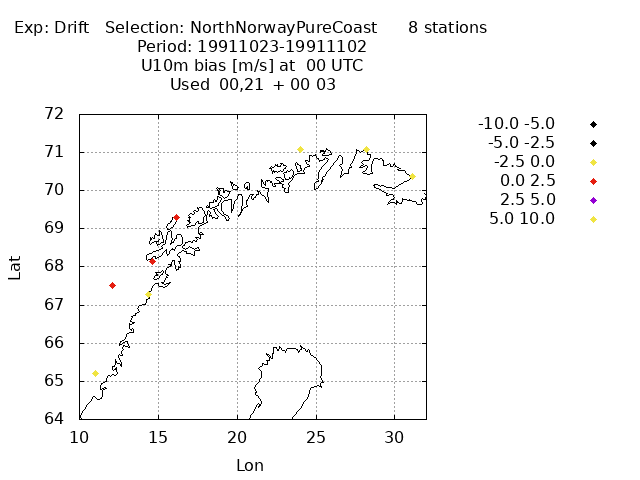 Exp: Drift Selection: NorthNorwayPureCoast 8 stations
Period: 19911023-19911102
U10m bias [m/s] at 00 UTC
Used 00,21 + 00 03
-10.0 -5.0
-5.0 -2.5
-2.5 0.0
0.0 2.5
2.5 5.0
5.0 10.0
72
71
70
69
68
67
66
65
64
Lat
10 15 20 25 30
Lon